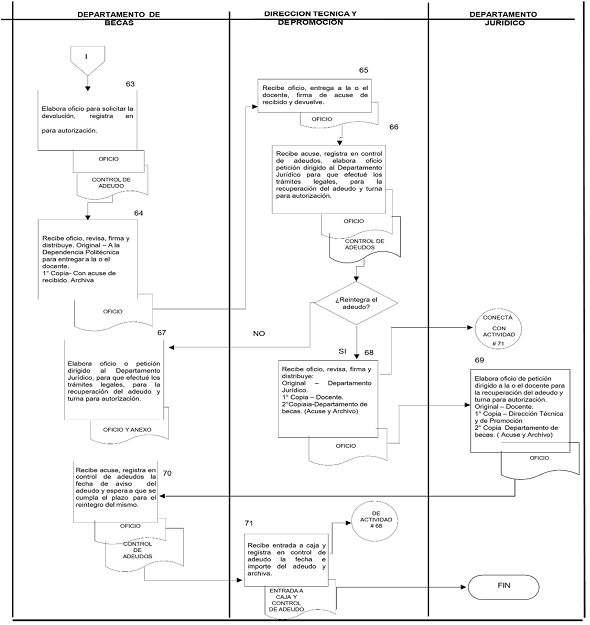 DEPARTAMENTO DE
BECAS
DIRECCION TECNICA Y
DEPROMOCIÓN
DEPARTAMENTO
JURÍDICO
I
63
Elabora oficio para solicitar la
devolución, registra en
para autorización.
OFICIO
CONTROL DE
ADEUDO
64
Recibe oficio, revisa, firma y
distribuye. Original – A la
Dependencia Politécnica
para entregar a la o el
docente.
1° Copia- Con acuse de
recibido. Archiva
OFICIO
65
Recibe oficio, entrega a la o el
docente, firma de acuse de
recibido y devuelve.
OFICIO
66
Recibe acuse, registra en control
de adeudos, elabora oficio
petición dirigido al Departamento
Jurídico para que efectué los
trámites legales, para la
recuperación del adeudo y turna
para autorización.
OFICIO
CONTROL DE
ADEUDOS
¿Reintegra el
adeudo?
NO
SI
CONECTA
CON
ACTIVIDAD
# 71
67
Elabora oficio o petición
dirigido al Departamento
Jurídico, para que efectué los
trámites legales, para la
recuperación del adeudo y
turna para autorización.
OFICIO Y ANEXO
68
Recibe oficio, revisa, firma y
distribuye:
Original – Departamento
Jurídico.
1° Copia – Docente.
2°Copiaia-Departamento de
becas. (Acuse y Archivo)
OFICIO
69
Elabora oficio de petición
dirigido a la o el docente para
la recuperación del adeudo y
turna para autorización.
Original – Docente.
1° Copia – Dirección Técnica
y de Promoción
2° Copia Departamento de
becas. ( Acuse y Archivo)
OFICIO
70
Recibe acuse, registra en
control de adeudos la
fecha de aviso del
adeudo y espera a que se
cumpla el plazo para el
reintegro del mismo.
OFICIO
CONTROL
DE
ADEUDOS
71
Recibe entrada a caja y
registra en control de
adeudo la fecha e
importe del adeudo y
archiva.
ENTRADA A
CAJA Y
CONTROL
DE ADEUDO
DE
ACTIVIDAD
# 68
FIN